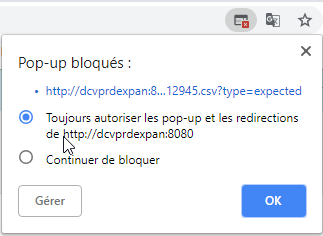 Pop-up bloqués :
http://dcvprdexpan:8...12945.csv?type=expected
Toujours autoriser les pop-up et les redirections
de http://dcvprdexpan:8080
Continuer de bloquer
Gérer
OK